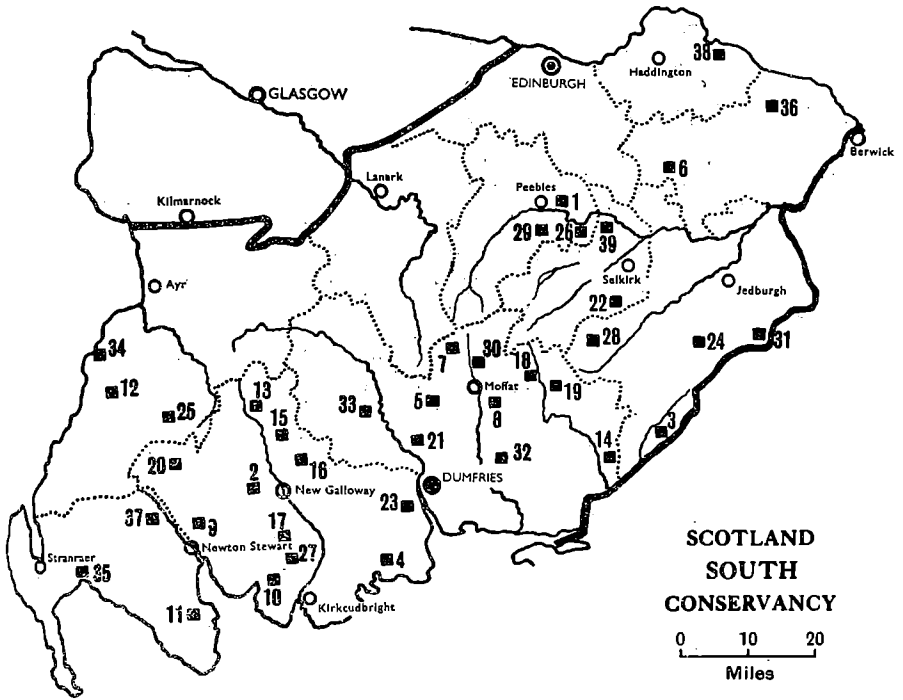 38
Haddington
EDINBURGH
GLASGOW
36
Berwick
6
Lanark
Peebles
1
Kilmarnock
29
26
39
Selkirk
Ayr
Jedburgh
22
34
7
30
28
24
31
18
12
Moffat
19
13
5
8
33
25
15
3
21
14
20
16
32
2
New Galloway
DUMFRIES
23
37
9
17
Newton Stewart
27
SCOTLAND
SOUTH
CONSERVANCY
Stranraer
35
4
10
Kirkcudbright
11
0 10 20
Miles